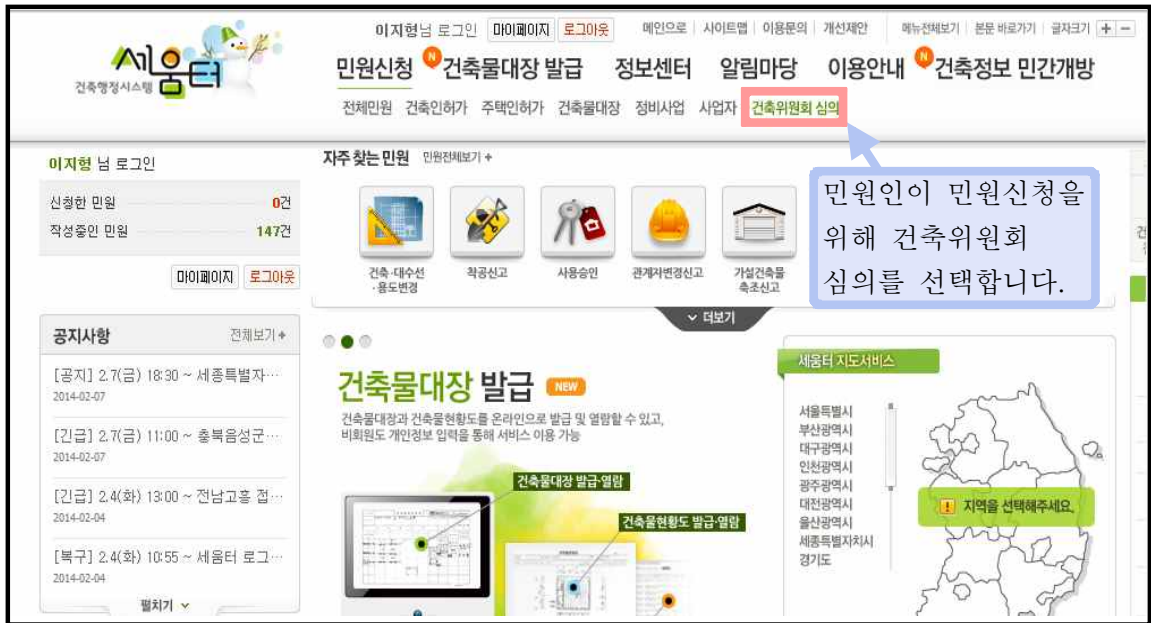 이지형님 로그인 마이페이지 로그아웃 메인으로 사이트맵 이용문의 개선제안 메뉴전체보기 본문 바로가기 글자크기 + -
세움터
건축행정시스템
민원신청 N 건축물대장 발급 정보센터 알림마당 이용안내 N 건축정보 민간개방
전체민원 건축인허가 주택인허가 건축물대장 정비사업 사업자 건축위원회 심의
이지형 님 로그인
신청한 민원 0건
작성중인 민원 147건
마이페이지 로그아웃
공지사항 전체보기+
[공지] 2.7(금) 18:30 ~ 세종특별자…
2014-02-07
[긴급] 2.7(금) 11:00 ~ 충북음성군…
2014-02-07
[긴급] 2.4(화) 13:00 ~ 전남고흥 접…
2014-02-04
[복구] 2.4(화) 10:55 ~ 세움터 로그…
2014-02-04
펼치기
자주 찾는 민원 민원전체보기 +
건축·대수선
·용도변경
착공신고
사용승인
관계자변경신고
가설건축물
축조신고
더보기
민원인이 민원신청을
위해 건축위원회
심의를 선택합니다.
건축물대장 발급 NEW
건축물대장과 건축물현황도를 온라인으로 발급 및 열람할 수 있고,
비회원도 개인정보 입력을 통해 서비스 이용 가능
건축물대장 발급·열람
건축물현황도 발급·열람
세움터 지도서비스
서울특별시
부산광역시
대구광역시
인천광역시
광주광역시
대전광역시
울산광역시
세종특별자치시
경기도
! 지역을 선택해주세요.